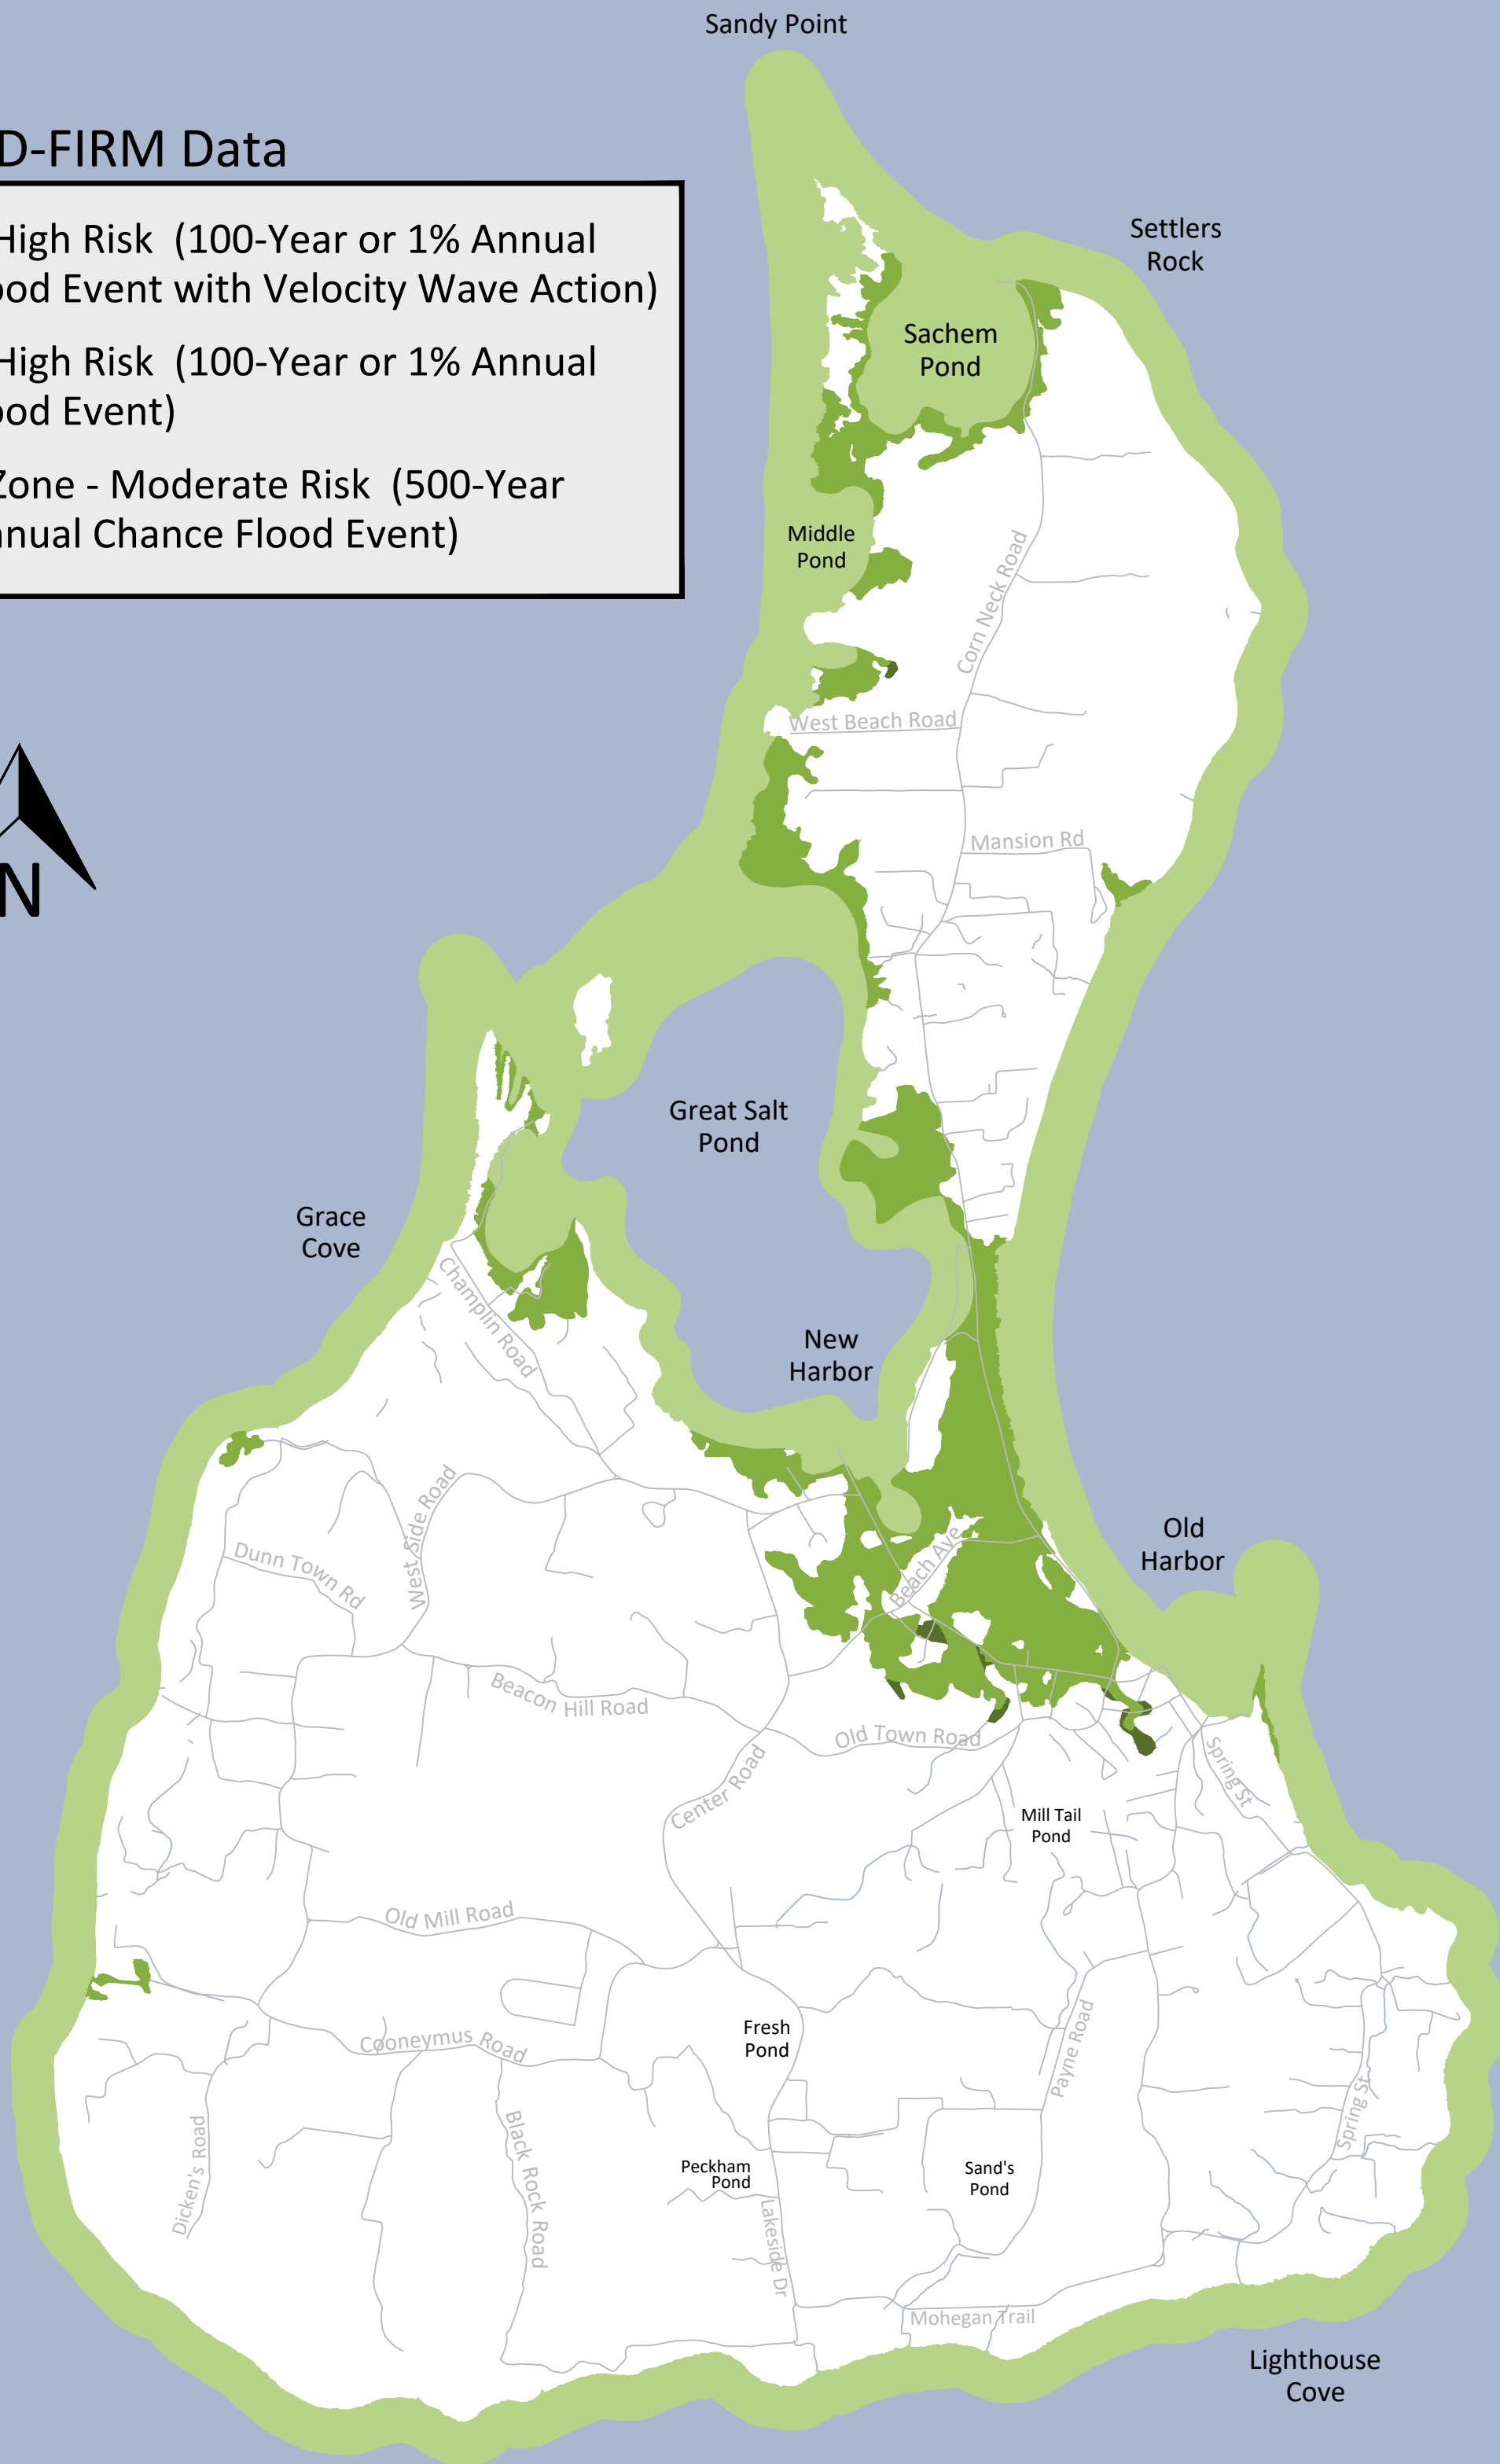 Sandy Point
D-FIRM Data
High Risk (100-Year or 1% Annual
ood Event with Velocity Wave Action)
High Risk (100-Year or 1% Annual
ood Event)
Zone - Moderate Risk (500-Year
nnual Chance Flood Event)
Settlers
Rock
Sachem
Pond
Middle
Pond
Corn Neck Road
West Beach Road
N
Mansion Rd
Great Salt
Pond
Grace
Cove
Champlin Road
New
Harbor
Old
Harbor
Beach Ave
West Side Road
Dunn Town Rd
Beacon Hill Road
Old Town Road
Center Road
Spring St
Mill Tail
Pond
Old Mill Road
Fresh
Pond
Cooneymus Road
Payne Road
Spring St
Dicken's Road
Black Rock Road
Peckham
Pond
Sand's
Pond
Lakeside Dr
Mohegan Trail
Lighthouse
Cove